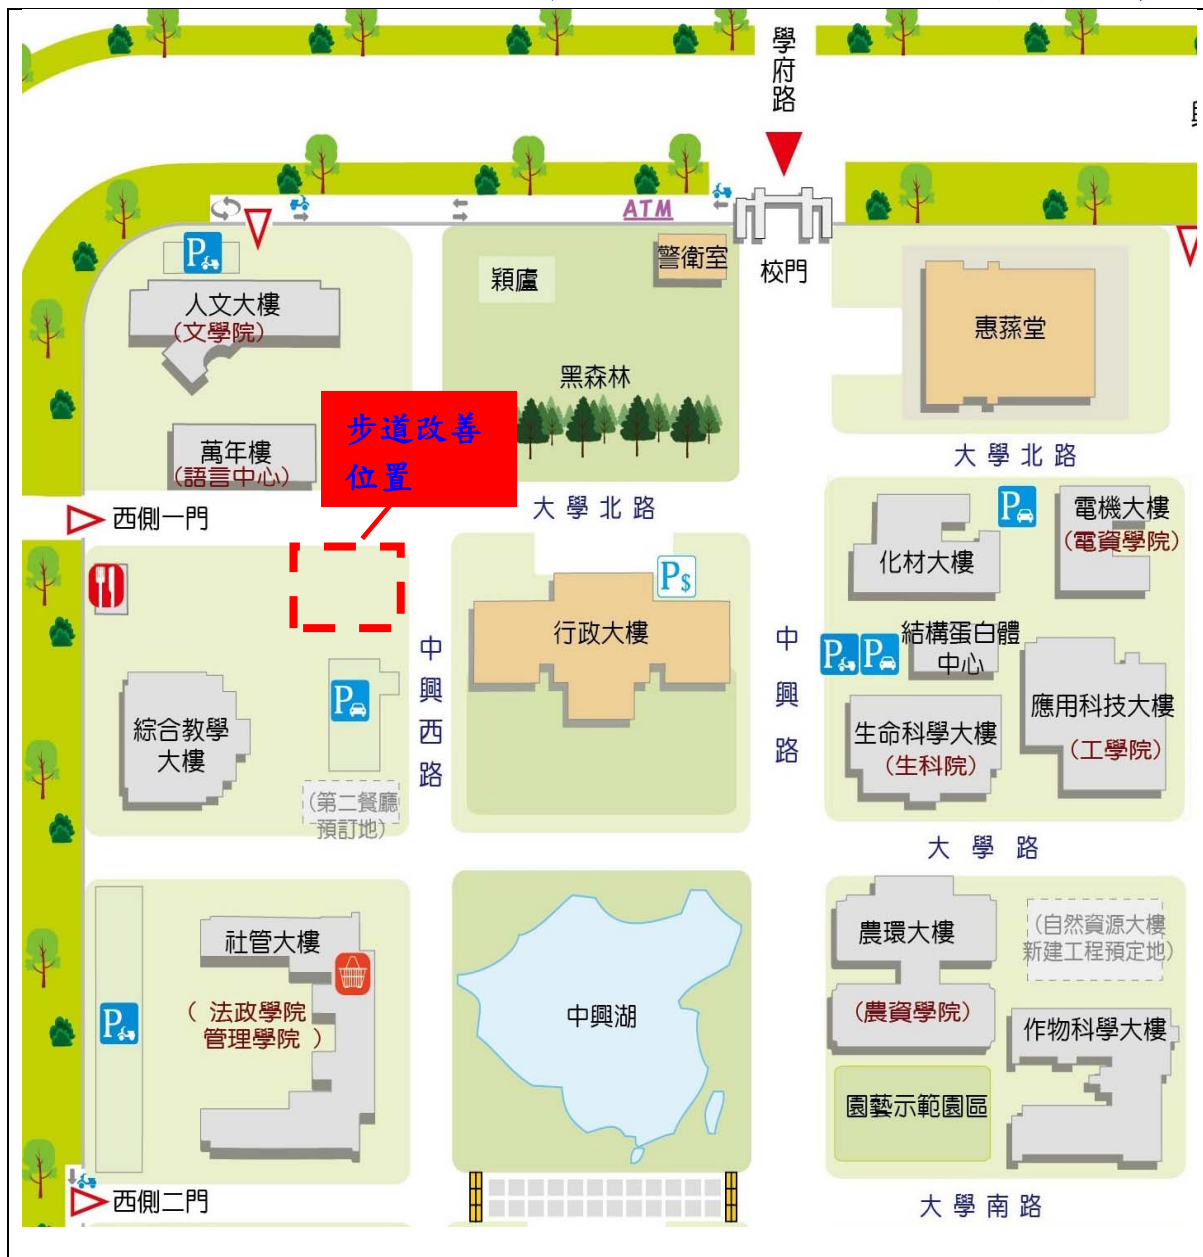 學府路
ATM
警衛室
校門
穎廬
人文大樓
(文學院)
惠蓀堂
黑森林
步道改善
位置
萬年樓
(語言中心)
大學北路
大學北路
西側一門
電機大樓
(電資學院)
化材大樓
P$
行政大樓
結構蛋白體
中心
中興西路
中興路
綜合教學
大樓
應用科技大樓
(工學院)
生命科學大樓
(生科院)
(第二餐廳
預訂地)
大學路
社管大樓
(法政學院
管理學院)
中興湖
農環大樓
(農資學院)
(自然資源大樓
新建工程預定地)
作物科學大樓
園藝示範園區
西側二門
大學南路
P
P
P
P
P
P